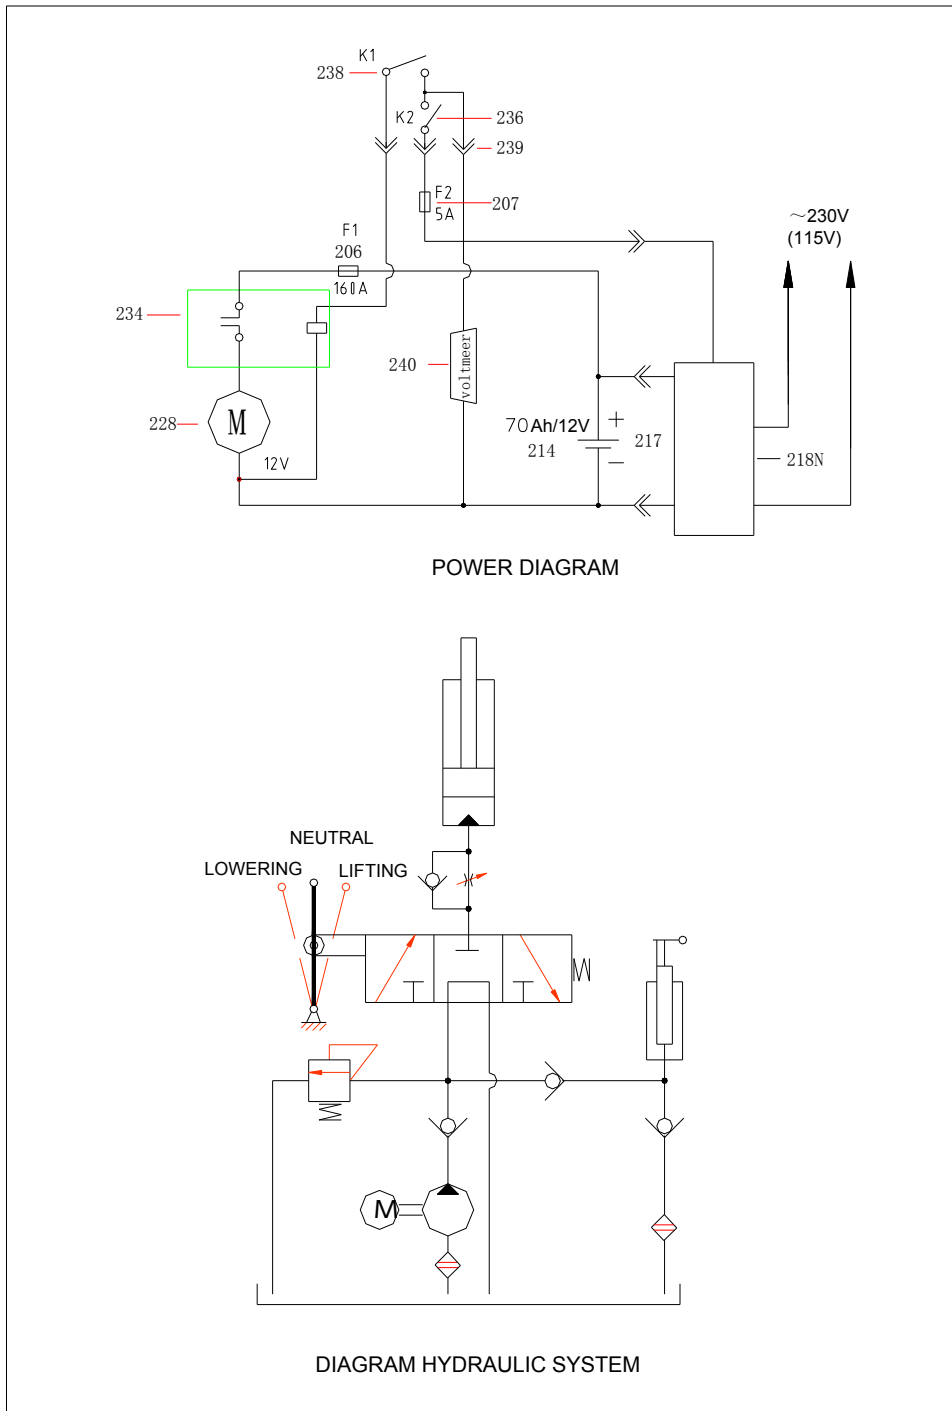 K1
238
K2
236
239
F2
5A
207
~230V
(115V)
F1
206
160A
234
240
voltmeer
228
M
12V
70Ah/12V
214
+
−
217
218N
POWER DIAGRAM
NEUTRAL
LOWERING
LIFTING
M
DIAGRAM HYDRAULIC SYSTEM